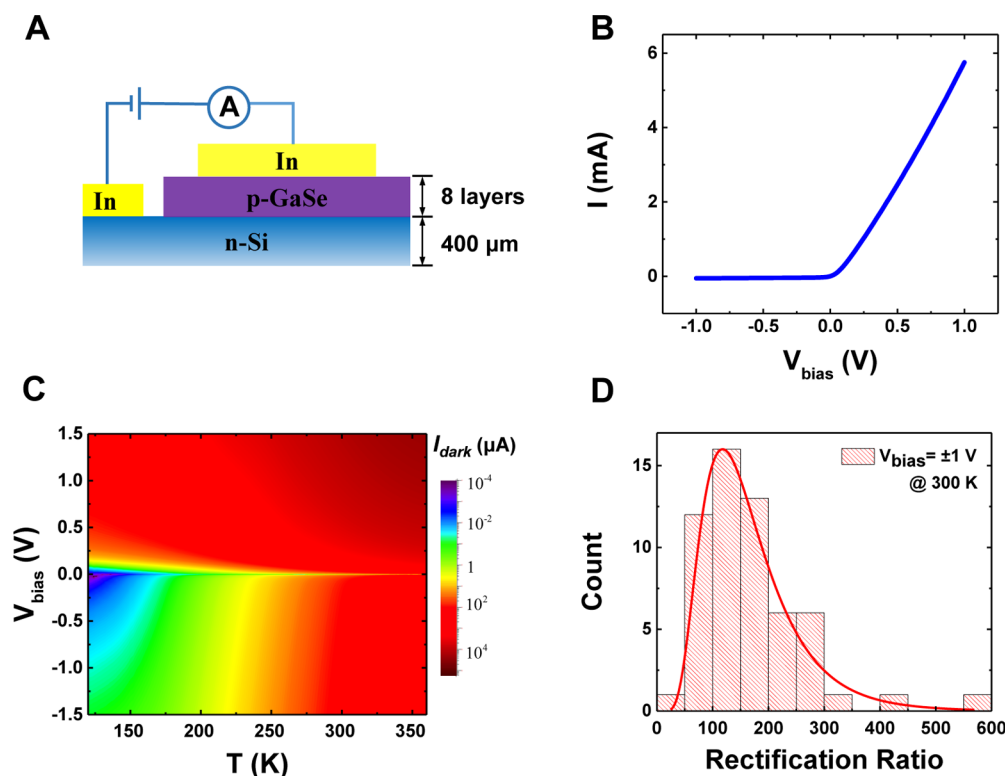 A
A
In
In
p-GaSe
8 layers
n-Si
400 μm
B
6
4
2
0
I (mA)
-1.0
-0.5
0.0
0.5
1.0
V_bias (V)
C
1.5
1.0
0.5
0.0
-0.5
-1.0
-1.5
V_bias (V)
150
200
250
300
350
T (K)
I_dark (μA)
10^-4
10^-2
1
10^2
10^4
D
15
10
5
0
Count
V_bias= ±1 V
@ 300 K
0
100
200
300
400
500
600
Rectification Ratio